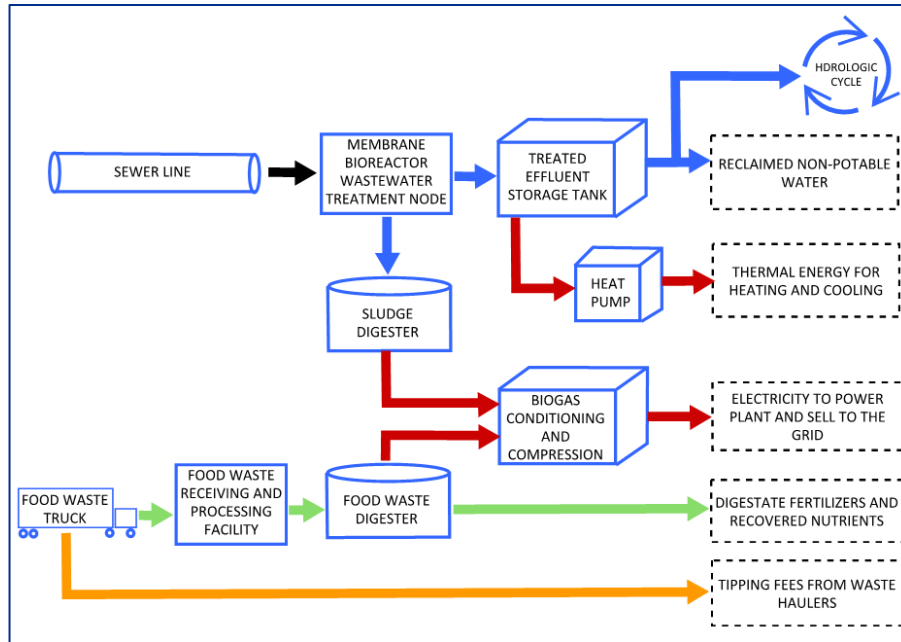 HDROLOGIC
CYCLE
SEWER LINE
MEMBRANE
BIOREACTOR
WASTEWATER
TREATMENT NODE
TREATED
EFFLUENT
STORAGE TANK
RECLAIMED NON-POTABLE
WATER
HEAT
PUMP
THERMAL ENERGY FOR
HEATING AND COOLING
SLUDGE
DIGESTER
BIOGAS
CONDITIONING
AND
COMPRESSION
ELECTRICITY TO POWER
PLANT AND SELL TO THE
GRID
FOOD WASTE
TRUCK
FOOD WASTE
RECEIVING AND
PROCESSING
FACILITY
FOOD WASTE
DIGESTER
DIGESTATE FERTILIZERS AND
RECOVERED NUTRIENTS
TIPPING FEES FROM WASTE
HAULERS